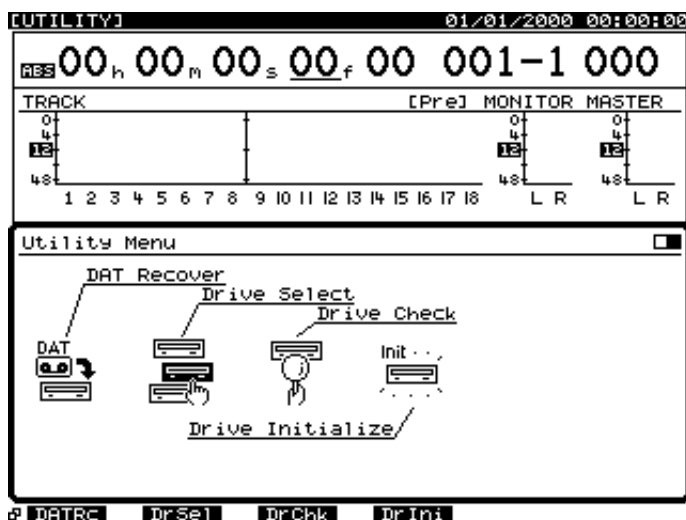 [UTILITY] 01/01/2000 00:00:00
ABS 00h 00m 00s 00f 00 001-1 000
TRACK [Pre] MONITOR MASTER
0 0 0
4 4 4
12 12 12
48 48 48
1 2 3 4 5 6 7 8 9 10 11 12 13 14 15 16 17 18 L R L R
Utility Menu
DAT Recover
Drive Select
Drive Check
DAT
Init
Drive Initialize
DATRc DrSel DrChk DrIni